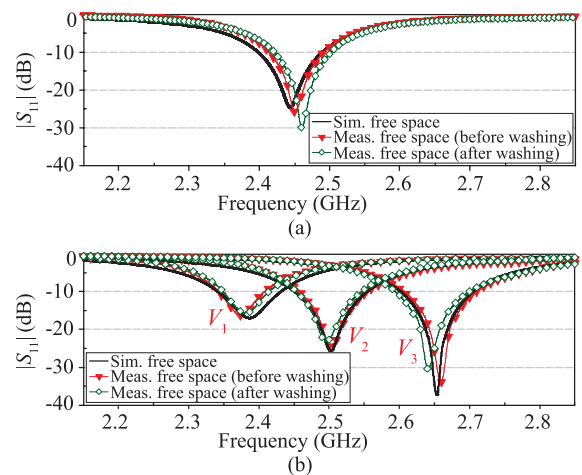 0
-10
-20
-30
-40
|S11| (dB)
Sim. free space
Meas. free space (before washing)
Meas. free space (after washing)
2.2 2.3 2.4 2.5 2.6 2.7 2.8
Frequency (GHz)
(a)
0
-10
-20
-30
-40
|S11| (dB)
V1
V2
V3
Sim. free space
Meas. free space (before washing)
Meas. free space (after washing)
2.2 2.3 2.4 2.5 2.6 2.7 2.8
Frequency (GHz)
(b)